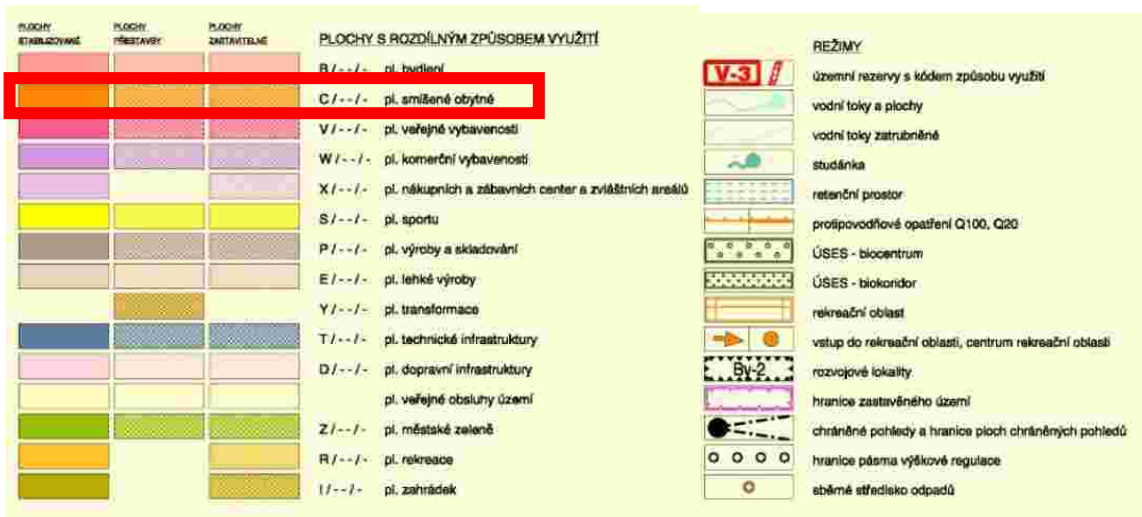 PLOCHY
STABILIZOVANÉ
PLOCHY
PŘESTAVBY
PLOCHY
ZASTAVITELNÉ
PLOCHY S ROZDÍLNÝM ZPŮSOBEM VYUŽITÍ
B / - - / - pl. bydlení
C / - - / - pl. smíšené obytné
V / - - / - pl. veřejné vybavenosti
W / - - / - pl. komerční vybavenosti
X / - - / - pl. nákupních a zábavních center a zvláštních areálů
S / - - / - pl. sportu
P / - - / - pl. výroby a skladování
E / - - / - pl. lehké výroby
Y / - - / - pl. transformace
T / - - / - pl. technické infrastruktury
D / - - / - pl. dopravní infrastruktury
pl. veřejné obsluhy území
Z / - - / - pl. městské zeleně
R / - - / - pl. rekreace
I / - - / - pl. zahrádek
REŽIMY
V-3 územní rezervy s kódem způsobu využití
vodní toky a plochy
vodní toky zatrubněné
studánka
retenční prostor
protipovodňové opatření Q100, Q20
ÚSES - biocentrum
ÚSES - biokoridor
rekreační oblast
vstup do rekreační oblasti, centrum rekreační oblasti
By-2 rozvojové lokality
hranice zastavěného území
chráněné pohledy a hranice ploch chráněných pohledů
hranice pásma výškové regulace
sběrné středisko odpadů